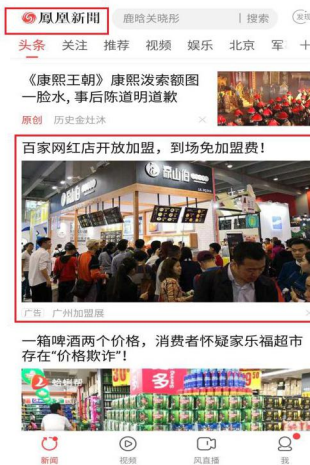 鳳凰新聞 鹿晗关晓彤 | 搜索
头条 关注 推荐 视频 娱乐 北京 军
《康熙王朝》康熙泼索额图
一脸水,事后陈道明道歉
原创 历史金灶沐
百家网红店开放加盟，到场免加盟费！
广告 广州加盟展
一箱啤酒两个价格，消费者怀疑家乐福超市
存在“价格欺诈”!
多
新闻 视频 风直播 我